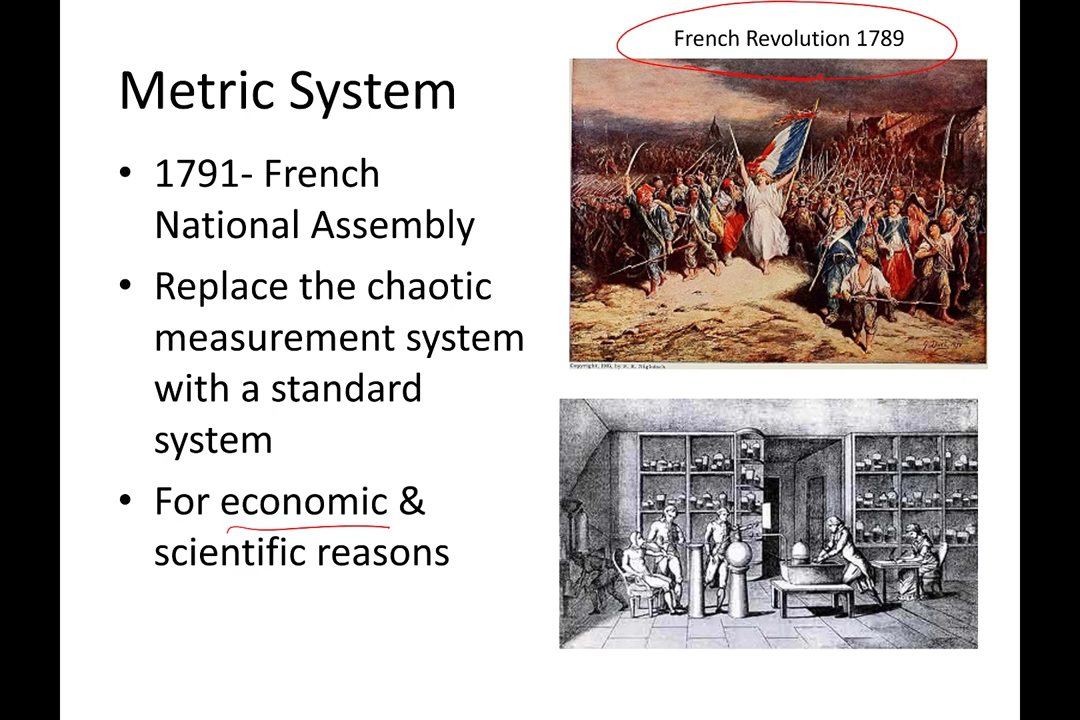 French Revolution 1789
Metric System
• 1791- French
National Assembly
• Replace the chaotic
measurement system
with a standard
system
• For economic &
scientific reasons